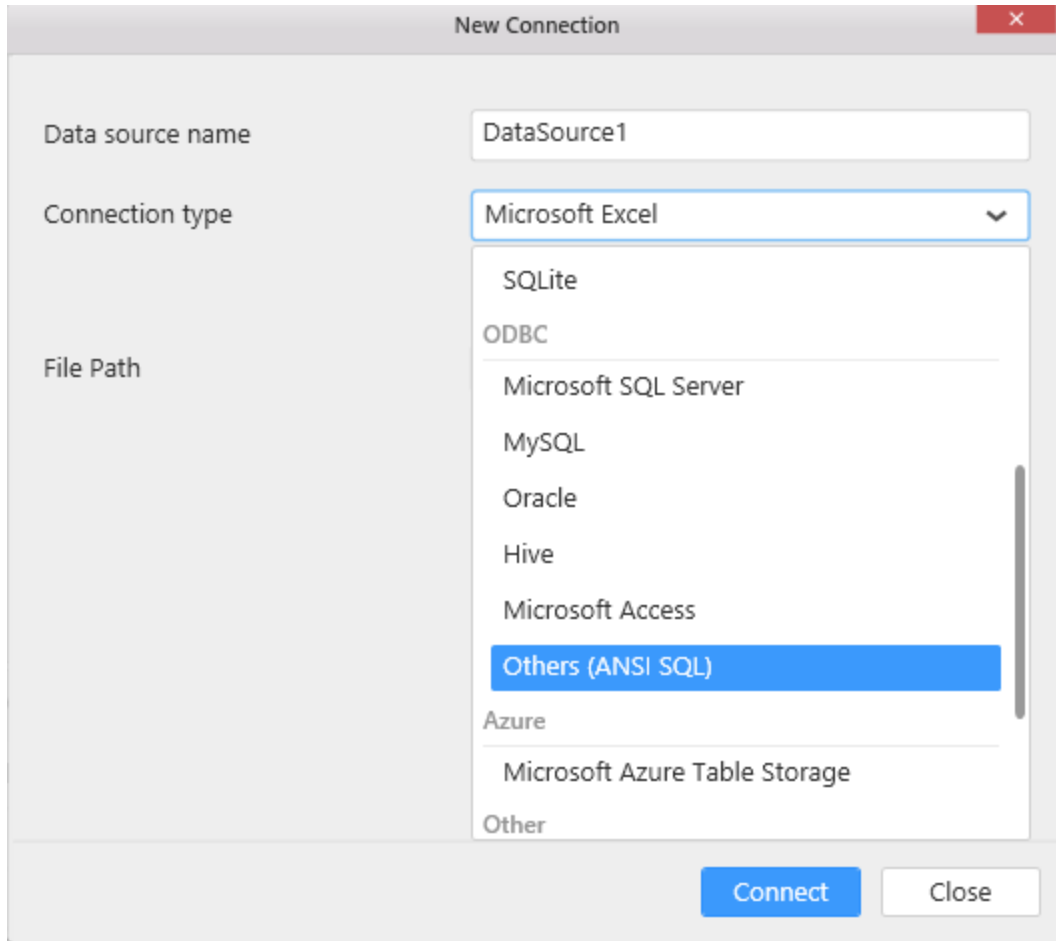 New Connection
Data source name
DataSource1
Connection type
Microsoft Excel
SQLite
ODBC
File Path
Microsoft SQL Server
MySQL
Oracle
Hive
Microsoft Access
Others (ANSI SQL)
Azure
Microsoft Azure Table Storage
Other
Connect
Close